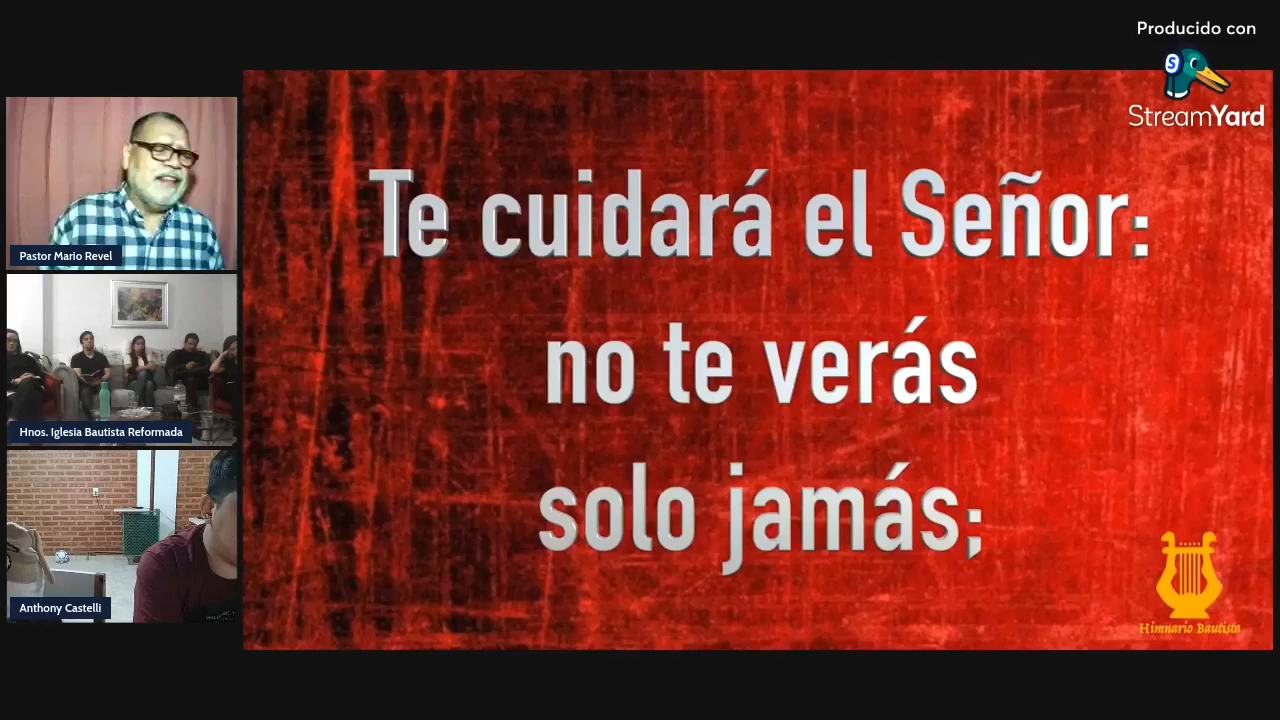 Producido con
StreamYard
Te cuidará el Señor:
no te verás
solo jamás;
Himnario Bautista
Pastor Mario Revel
Hnos. Iglesia Bautista Reformada
Anthony Castelli